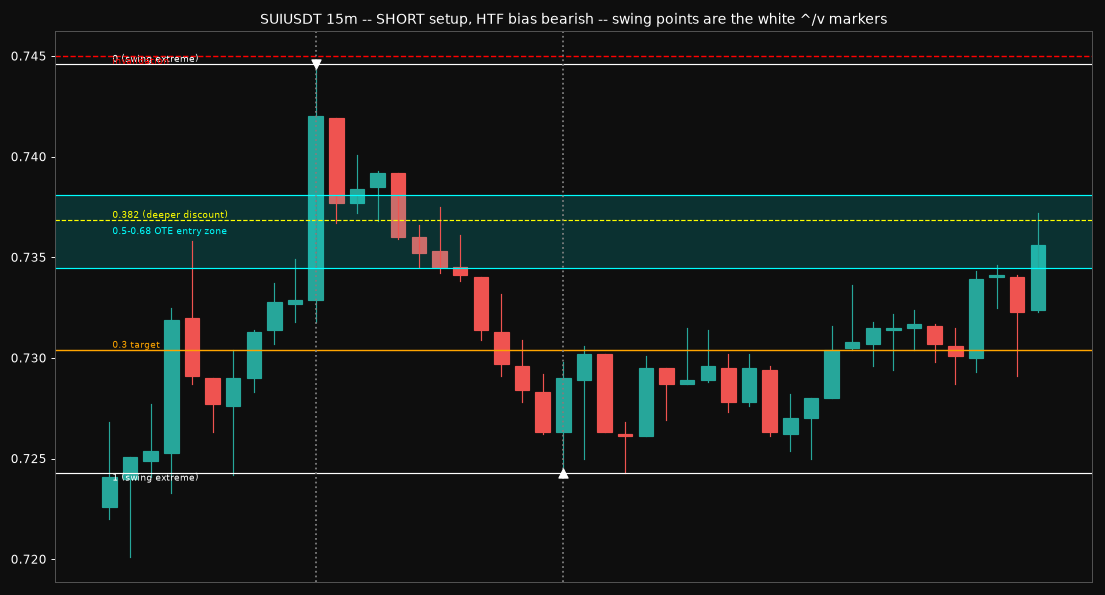 SUIUSDT 15m -- SHORT setup, HTF bias bearish -- swing points are the white ^/v markers
0.745
0 (swing extreme)
0.740
0.382 (deeper discount)
0.5-0.68 OTE entry zone
0.735
0.3 target
0.730
0.725
1 (swing extreme)
0.720